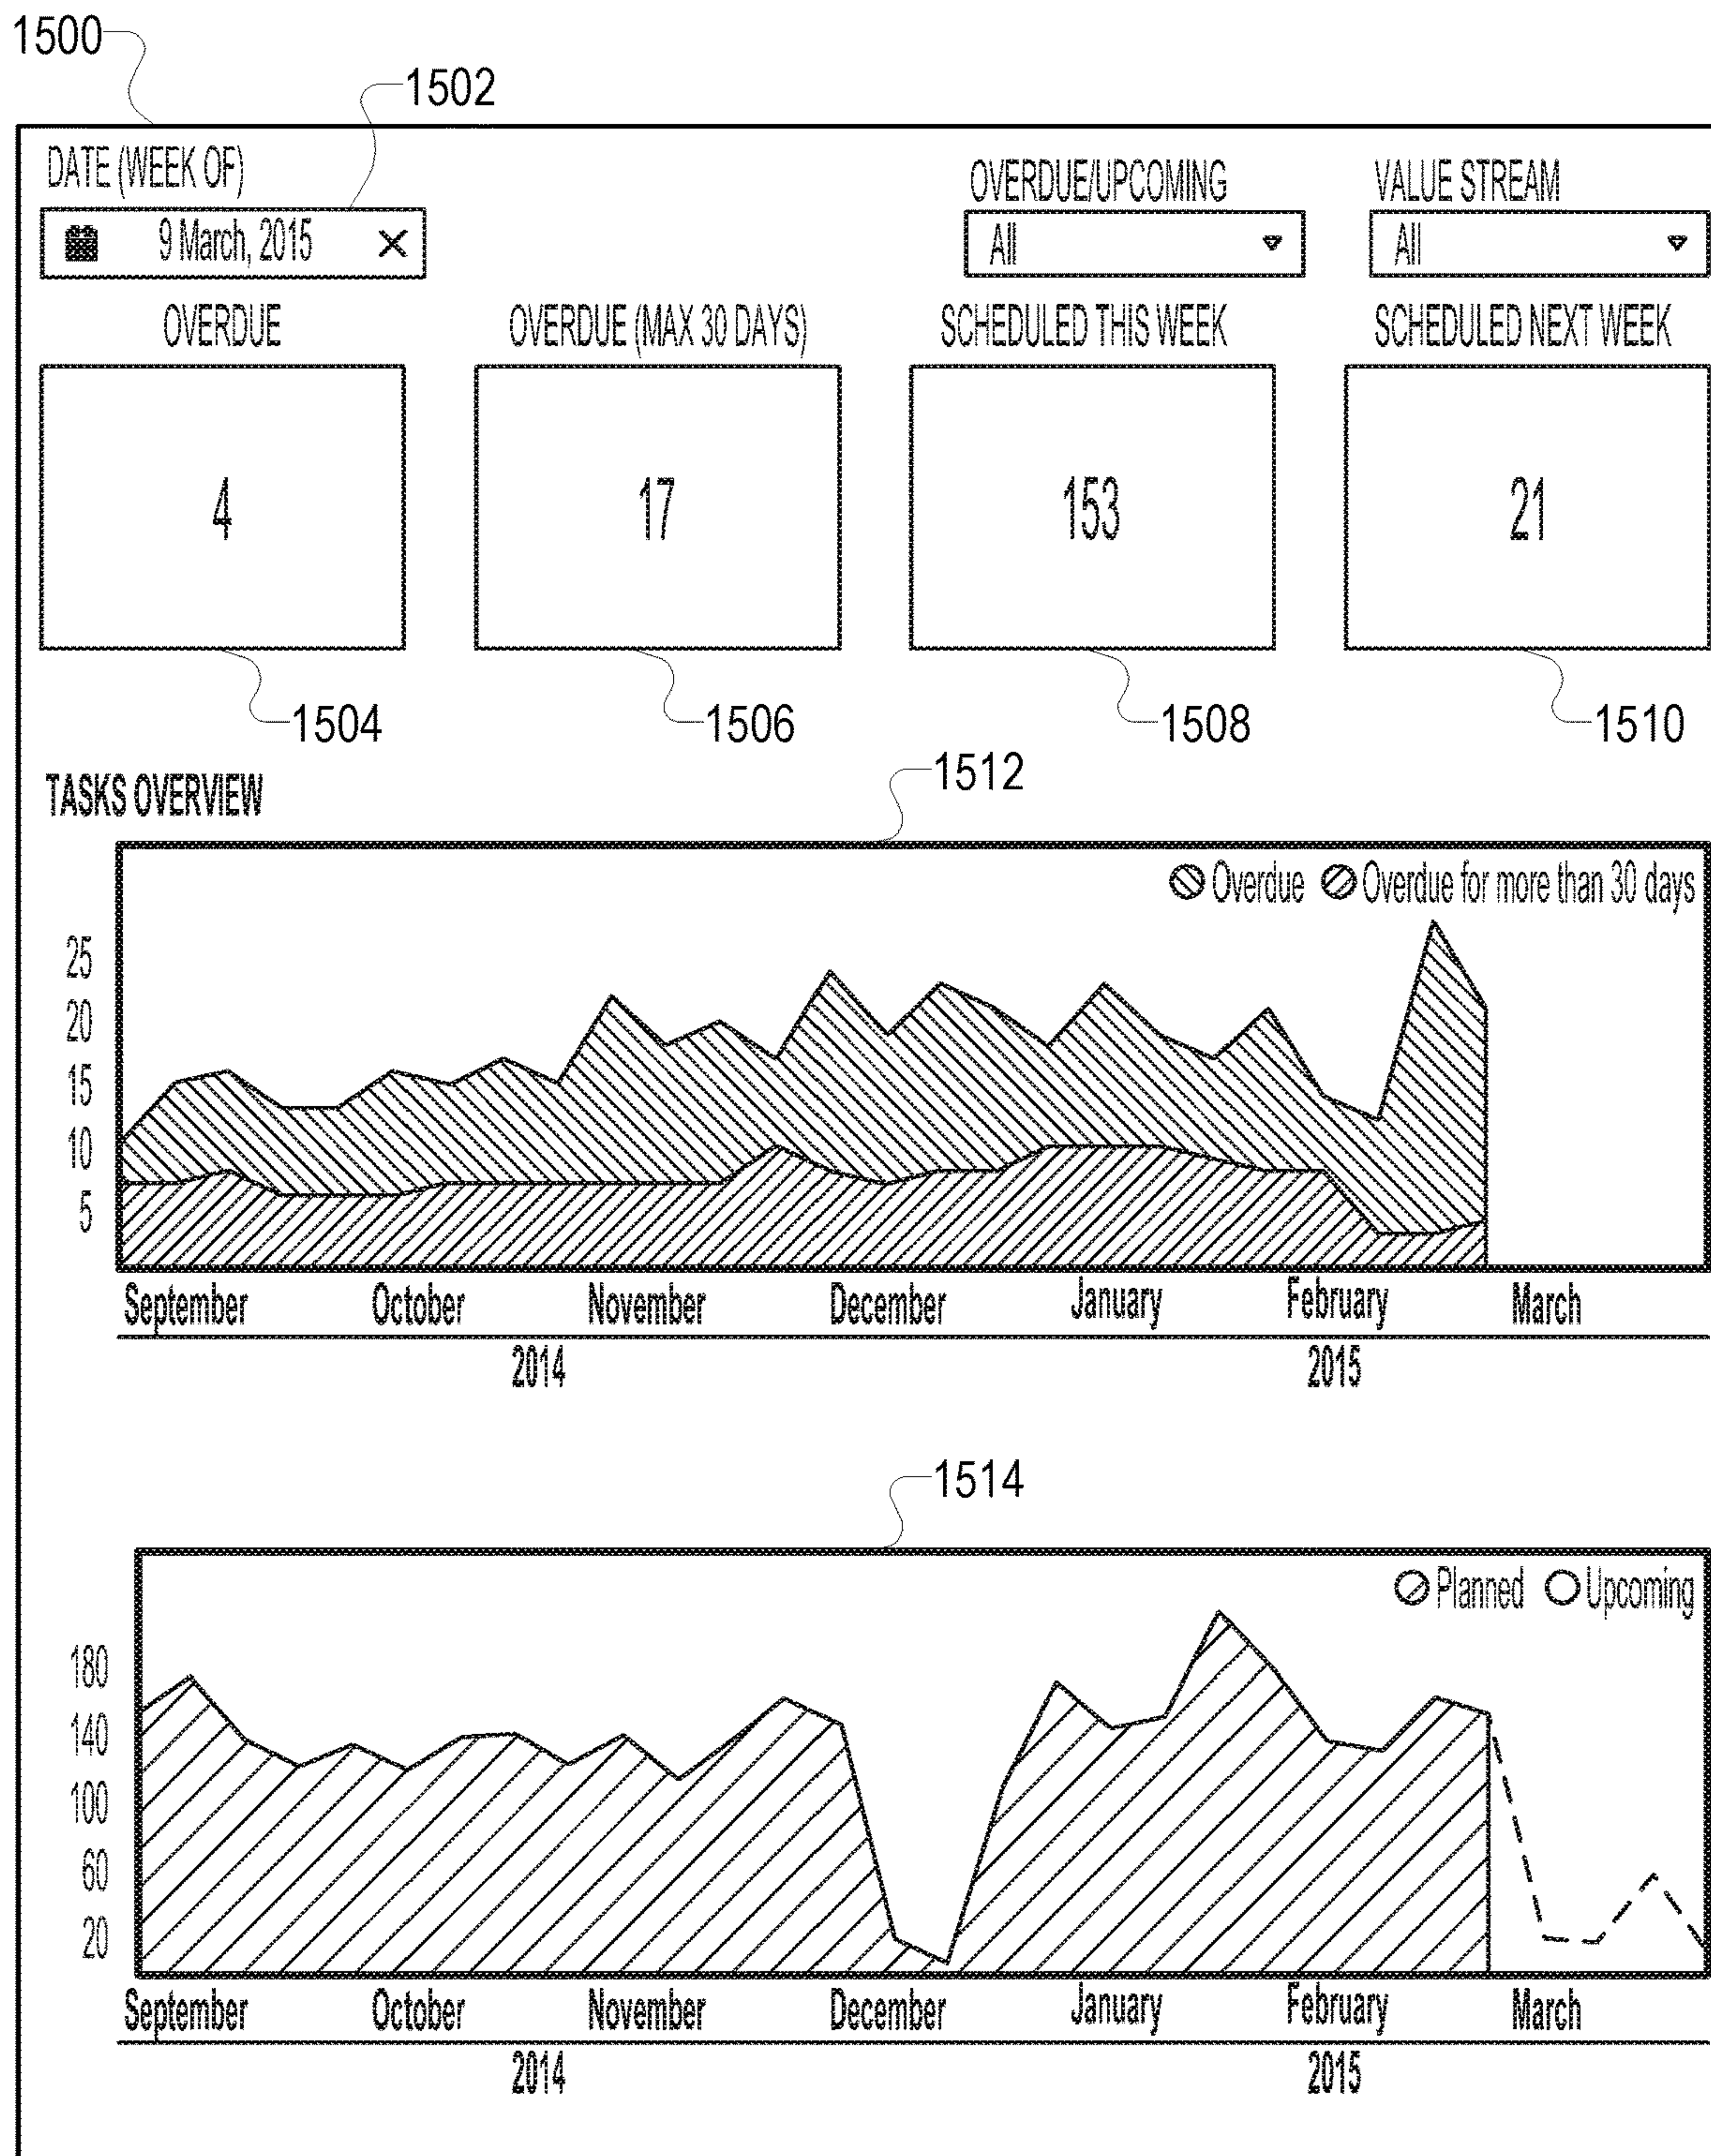 1500
1502
DATE (WEEK OF)
OVERDUE/UPCOMING
VALUE STREAM
9 March, 2015
All
All
OVERDUE
OVERDUE (MAX 30 DAYS)
SCHEDULED THIS WEEK
SCHEDULED NEXT WEEK
4
17
153
21
1504
1506
1508
1510
TASKS OVERVIEW
1512
Overdue
Overdue for more than 30 days
25
20
15
10
5
September October November December January February March
2014 2015
1514
Planned
Upcoming
180
140
100
60
20
September October November December January February March
2014 2015